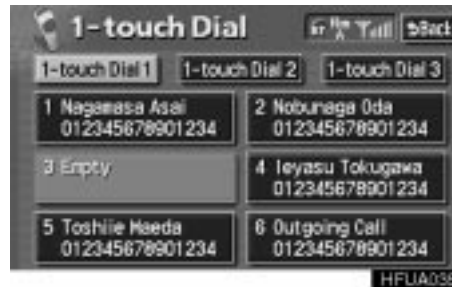 1-touch Dial
Back
1-touch Dial 1 1-touch Dial 2 1-touch Dial 3
1 Nagamasa Asai 2 Nobunaga Oda
012345678901234 012345678901234
3 Empty 4 Ieyasu Tokugawa
012345678901234
5 Toshiie Maeda 6 Outgoing Call
012345678901234 012345678901234